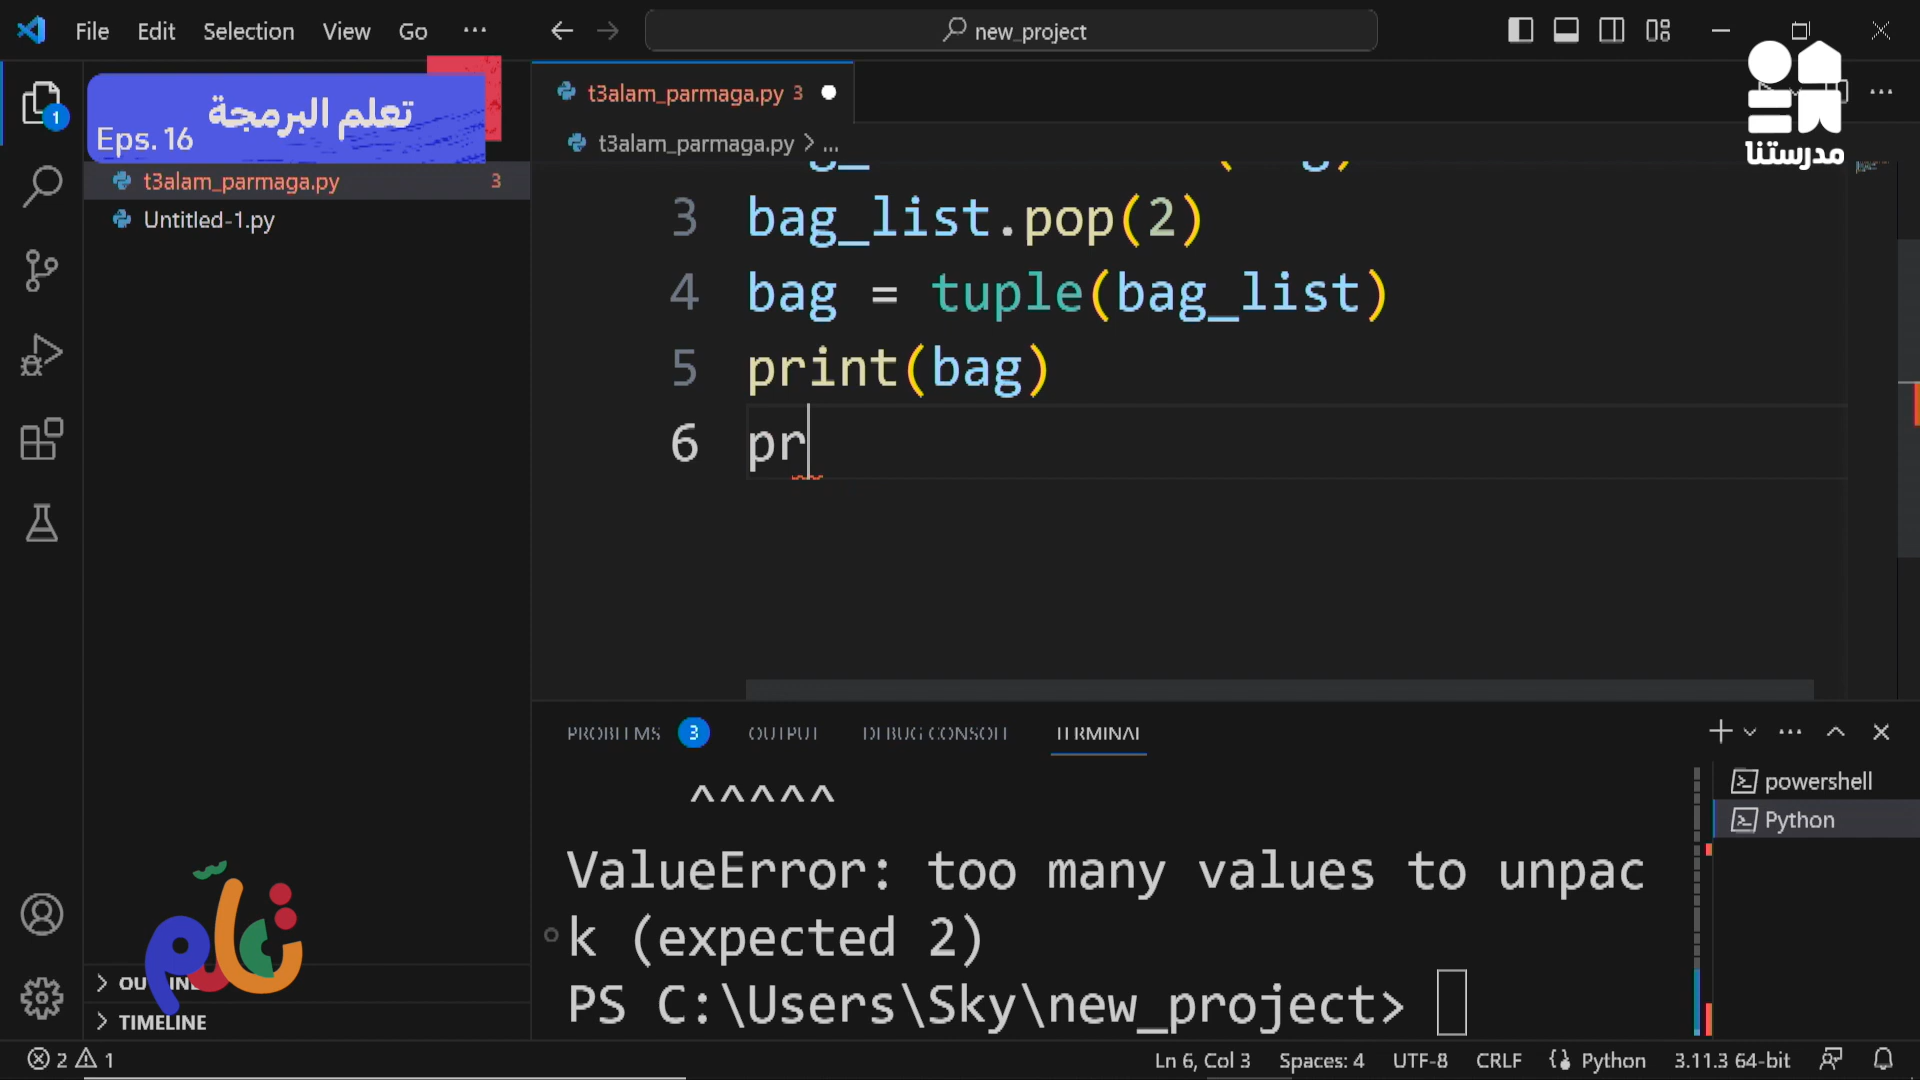 File Edit Selection View Go ...
new_project
تعلم البرمجة
Eps. 16
t3alam_parmaga.py 3
Untitled-1.py
t3alam_parmaga.py 3
t3alam_parmaga.py > ...
مدرستنا
3 bag_list.pop(2)
4 bag = tuple(bag_list)
5 print(bag)
6 pr
PROBLEMS 3 OUTPUT DEBUG CONSOLE TERMINAL
^^^^^
ValueError: too many values to unpac
k (expected 2)
PS C:\Users\Sky\new_project>
powershell
Python
OUTLINE
TIMELINE
2 1
Ln 6, Col 3 Spaces: 4 UTF-8 CRLF Python 3.11.3 64-bit
1